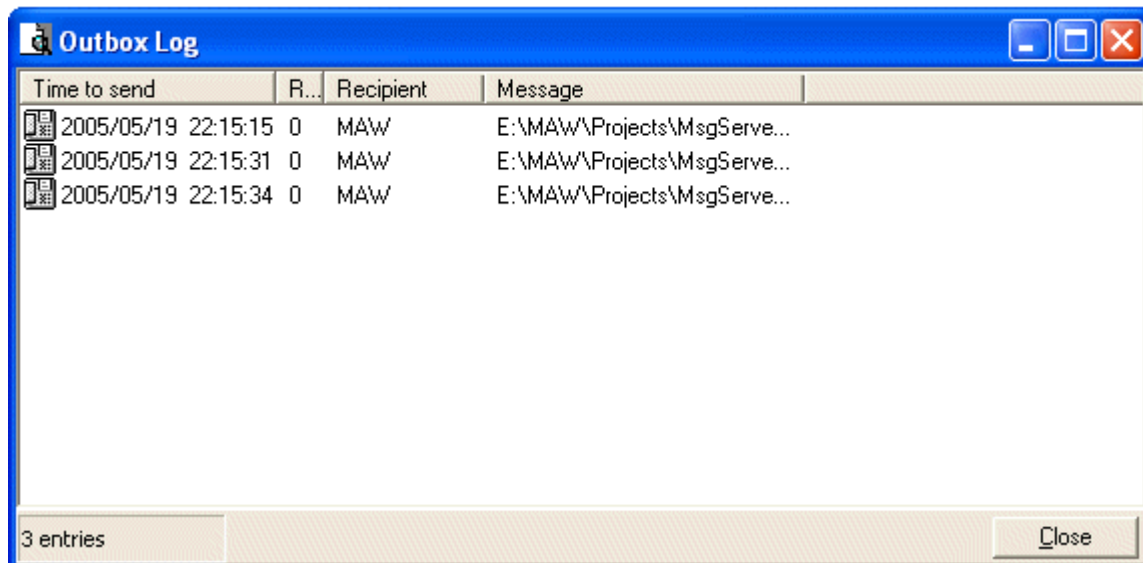 Outbox Log
Time to send R... Recipient Message
2005/05/19 22:15:15 0 MAW E:\MAW\Projects\MsgServe...
2005/05/19 22:15:31 0 MAW E:\MAW\Projects\MsgServe...
2005/05/19 22:15:34 0 MAW E:\MAW\Projects\MsgServe...
3 entries Close